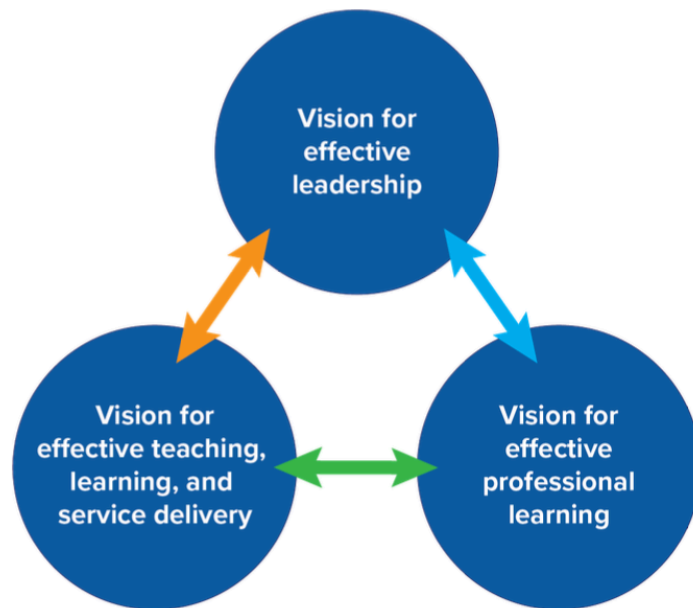 Vision for
effective
leadership
Vision for
effective teaching,
learning, and
service delivery
Vision for
effective
professional
learning